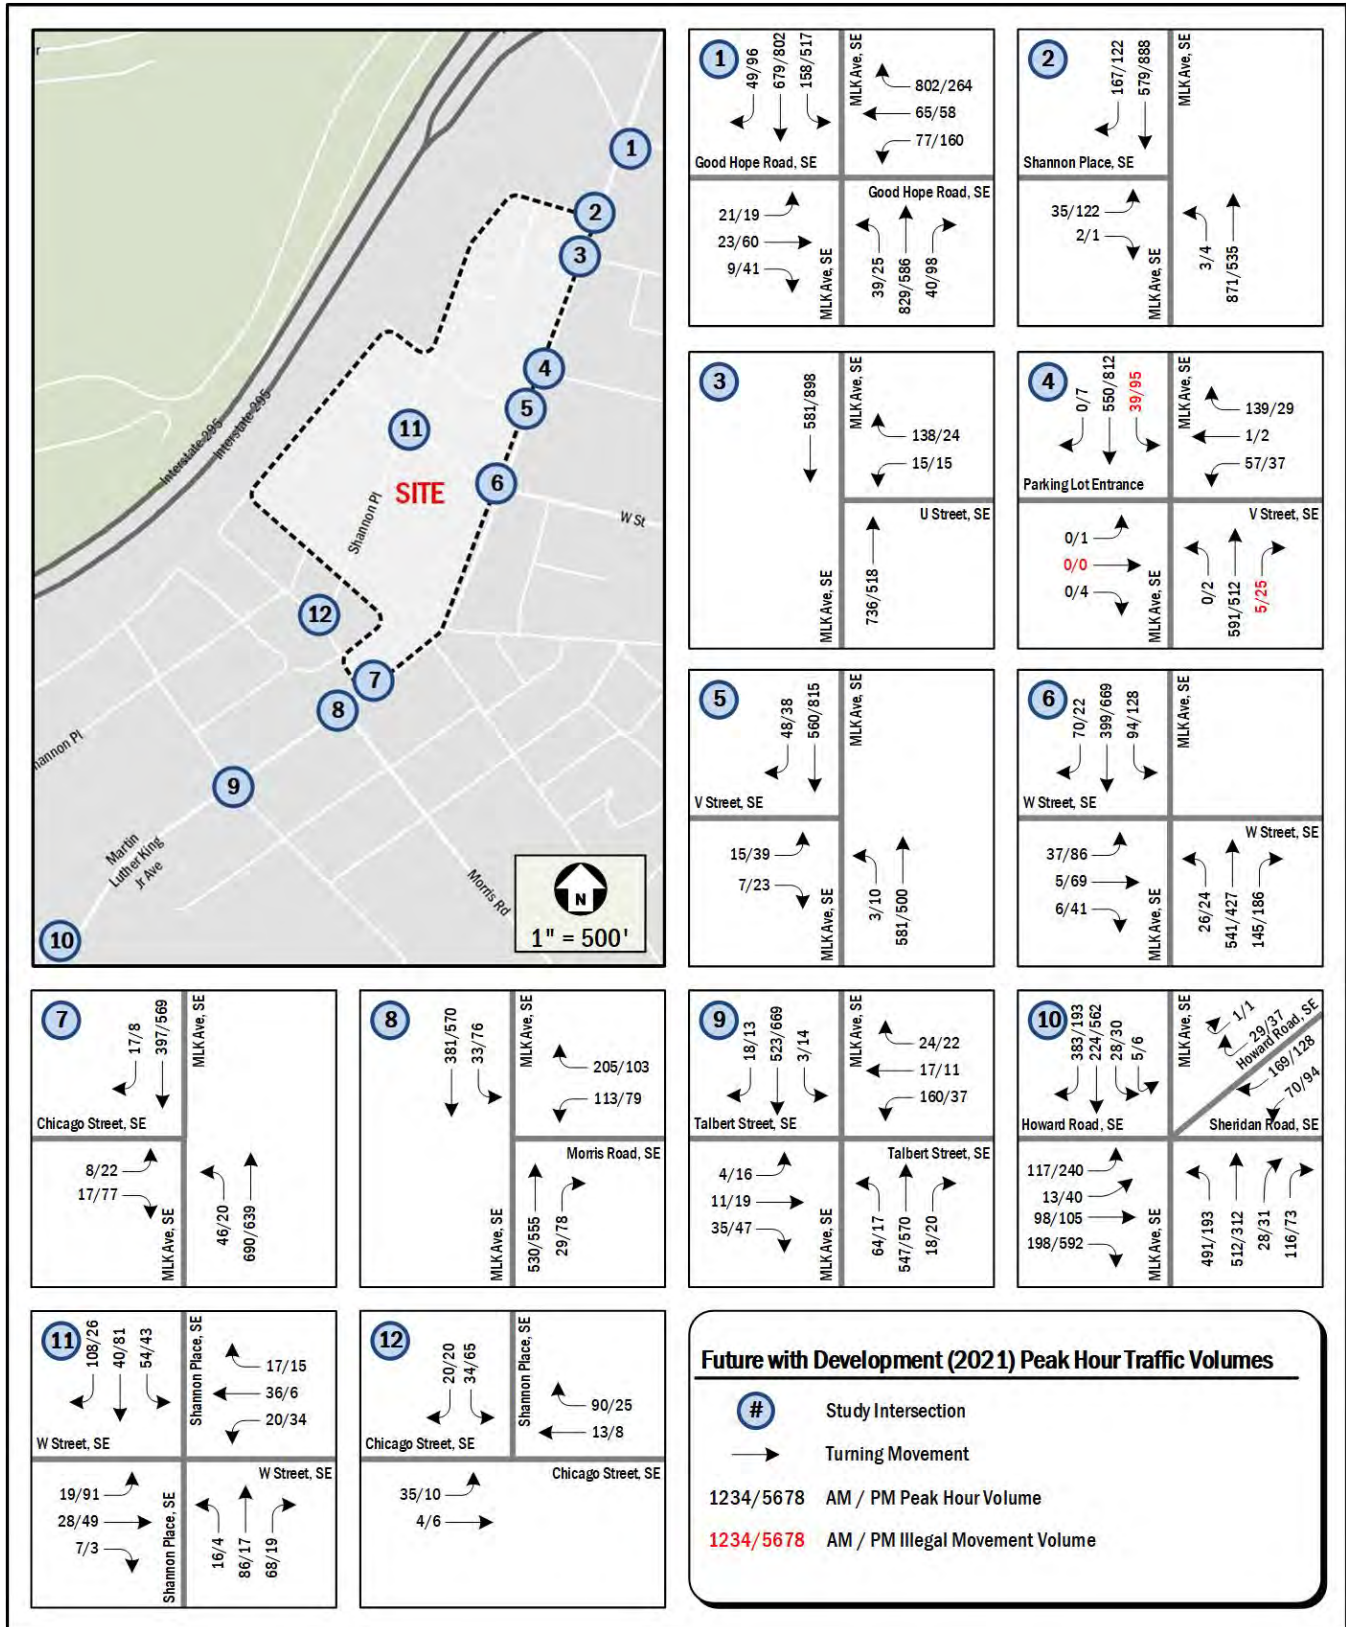 r
1
2
3
4
5
6
7
8
9
10
11
12
Interstate 295
Interstate 295
SITE
Shannon Pl
W St
Shannon Pl
Martin
Luther King
Jr Ave
Morris Rd
N
1" = 500'
1
49/96
679/802
158/517
MLK Ave, SE
802/264
65/58
77/160
Good Hope Road, SE
Good Hope Road, SE
21/19
23/60
9/41
MLK Ave, SE
39/25
829/586
40/98
2
167/122
579/888
MLK Ave, SE
Shannon Place, SE
35/122
2/1
MLK Ave, SE
3/4
871/535
3
581/898
MLK Ave, SE
138/24
15/15
U Street, SE
MLK Ave, SE
736/518
4
0/7
550/812
39/95
MLK Ave, SE
139/29
1/2
57/37
Parking Lot Entrance
V Street, SE
0/1
0/0
0/4
MLK Ave, SE
0/2
591/512
5/25
5
48/38
560/815
MLK Ave, SE
V Street, SE
15/39
7/23
MLK Ave, SE
3/10
581/500
6
70/22
399/669
94/128
MLK Ave, SE
W Street, SE
W Street, SE
37/86
5/69
6/41
MLK Ave, SE
26/24
541/427
145/186
7
17/8
397/569
MLK Ave, SE
Chicago Street, SE
8/22
17/77
MLK Ave, SE
46/20
690/639
8
381/570
33/76
MLK Ave, SE
205/103
113/79
Morris Road, SE
MLK Ave, SE
530/555
29/78
9
18/13
523/669
3/14
MLK Ave, SE
24/22
17/11
160/37
Talbert Street, SE
Talbert Street, SE
4/16
11/19
35/47
MLK Ave, SE
64/17
547/570
18/20
10
383/193
224/562
28/30
5/6
MLK Ave, SE
1/1
29/37
Howard Road, SE
169/128
70/94
Howard Road, SE
Sheridan Road, SE
117/240
13/40
98/105
198/592
MLK Ave, SE
491/193
512/312
28/31
116/73
11
108/26
40/81
54/43
Shannon Place, SE
17/15
36/6
20/34
W Street, SE
W Street, SE
19/91
28/49
7/3
Shannon Place, SE
16/4
86/17
68/19
12
20/20
34/65
Shannon Place, SE
90/25
13/8
Chicago Street, SE
Chicago Street, SE
35/10
4/6
Future with Development (2021) Peak Hour Traffic Volumes
# Study Intersection
Turning Movement
1234/5678 AM / PM Peak Hour Volume
1234/5678 AM / PM Illegal Movement Volume